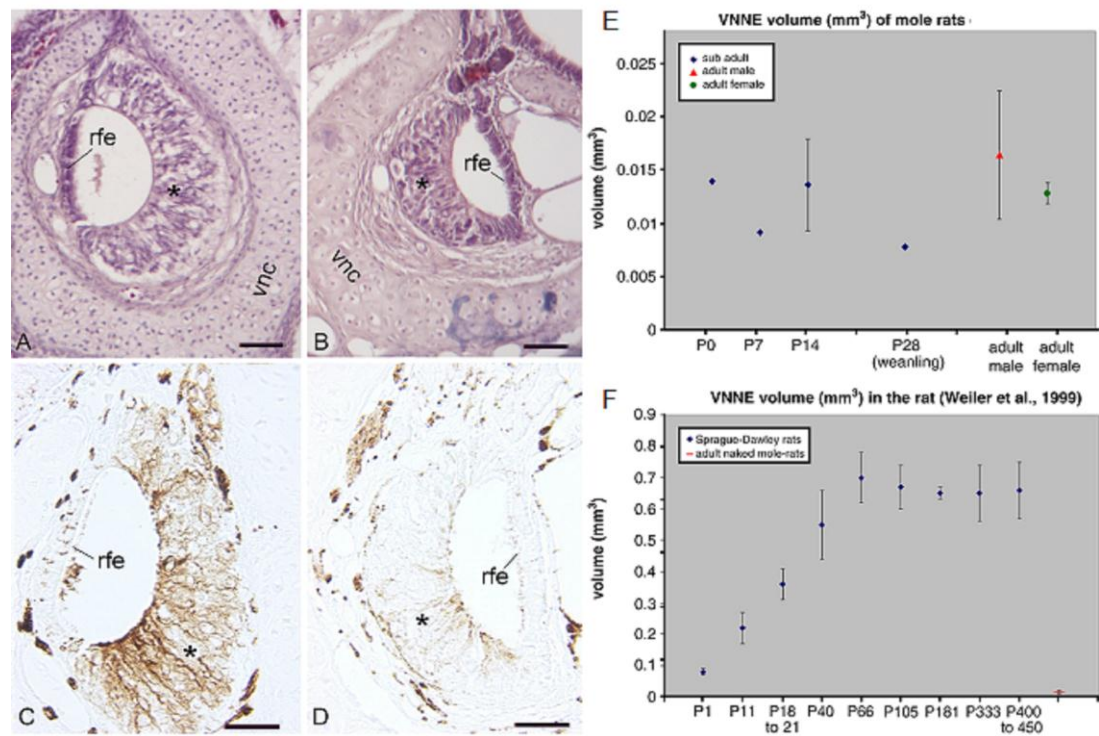 rfe
*
vnc
A
rfe
*
vnc
B
rfe
*
C
rfe
*
D
E
VNNE volume (mm³) of mole rats
sub adult
adult male
adult female
volume (mm³)
0.025
0.02
0.015
0.01
0.005
0
P0 P7 P14 P28 adult adult
(weanling) male female
F
VNNE volume (mm³) in the rat (Weiler et al., 1999)
Sprague-Dawley rats
adult naked mole-rats
volume (mm³)
0.9
0.8
0.7
0.6
0.5
0.4
0.3
0.2
0.1
0
P1 P11 P18 P40 P66 P105 P181 P333 P400
to 21 to 450